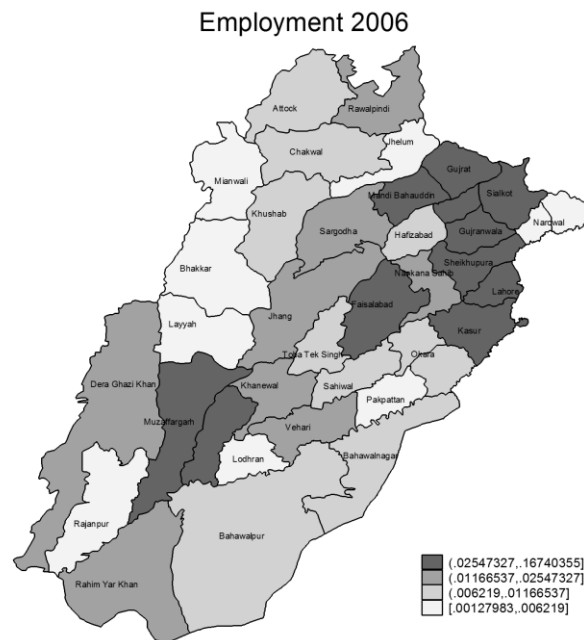 Employment 2006
Attock
Rawalpindi
Chakwal
Jhelum
Mianwali
Gujrat
Mandi Bahauddin
Sialkot
Khushab
Narowal
Sargodha
Hafizabad
Gujranwala
Bhakkar
Sheikhupura
Nankana Sahib
Lahore
Faisalabad
Jhang
Layyah
Kasur
Toba Tek Singh
Okara
Dera Ghazi Khan
Khanewal
Sahiwal
Pakpattan
Muzaffargarh
Vehari
Bahawalnagar
Lodhran
Rajanpur
Bahawalpur
Rahim Yar Khan
(.02547327,.16740355]
(.01166537,.02547327]
(.006219,.01166537]
[.00127983,.006219]